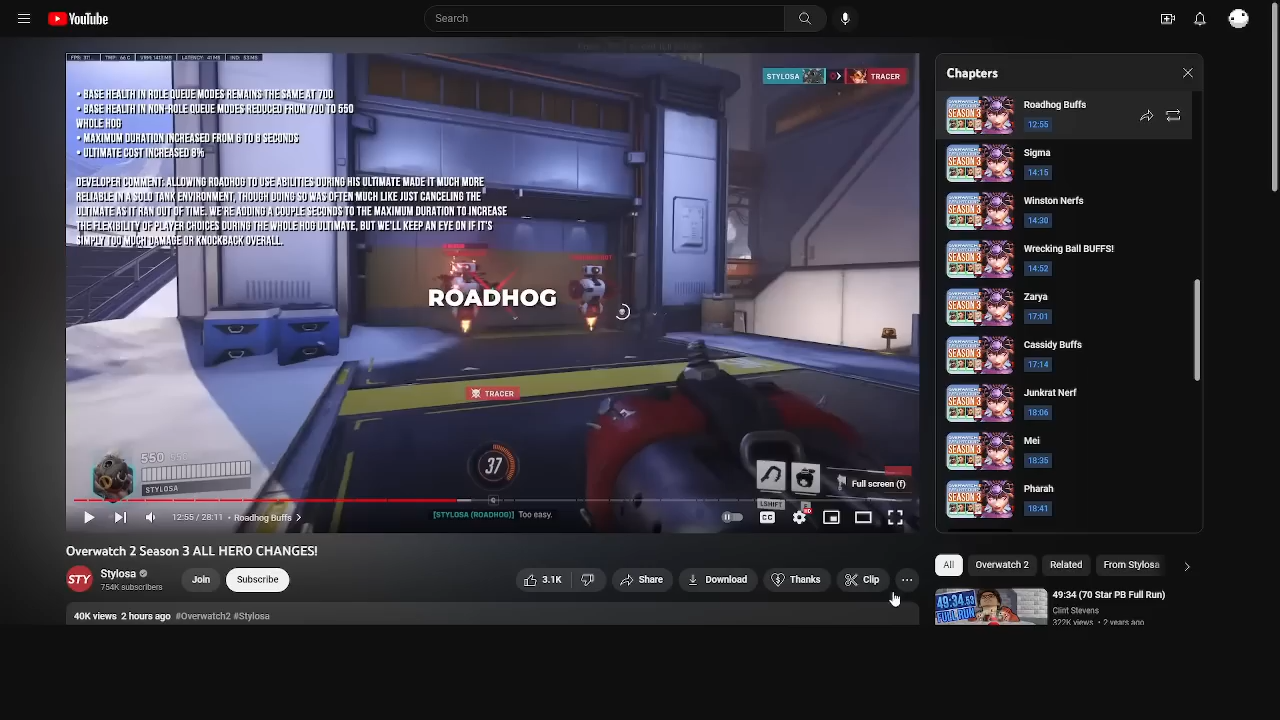 YouTube
Search
STYLOSA
TRACER
• BASE HEALTH IN ROLE QUEUE MODES REMAINS THE SAME AT 700
• BASE HEALTH IN NON-ROLE QUEUE MODES REDUCED FROM 700 TO 550
WHOLE HOG
• MAXIMUM DURATION INCREASED FROM 6 TO 8 SECONDS
• ULTIMATE COST INCREASED 8%
DEVELOPER COMMENT: ALLOWING ROADHOG TO USE ABILITIES DURING HIS ULTIMATE MADE IT MUCH MORE
RELIABLE IN A SOLO TANK ENVIRONMENT, THOUGH DOING SO WAS OFTEN MUCH LIKE JUST CANCELING THE
ULTIMATE AS IT RAN OUT OF TIME. WE'RE ADDING A COUPLE SECONDS TO THE MAXIMUM DURATION TO INCREASE
THE FLEXIBILITY OF PLAYER CHOICES DURING THE WHOLE HOG ULTIMATE, BUT WE'LL KEEP AN EYE ON IF IT'S
SIMPLY TOO MUCH DAMAGE OR KNOCKBACK OVERALL.
ROADHOG
TRACER
550
STYLOSA
37
LSHIFT
Full screen (f)
12:55 / 28:11 • Roadhog Buffs
[STYLOSA (ROADHOG)] Too easy.
CC
HD
Overwatch 2 Season 3 ALL HERO CHANGES!
STY
Stylosa
754K subscribers
Join
Subscribe
3.1K
Share
Download
Thanks
Clip
40K views 2 hours ago #Overwatch2 #Stylosa
Chapters
Roadhog Buffs
12:55
Sigma
14:15
Winston Nerfs
14:30
Wrecking Ball BUFFS!
14:52
Zarya
17:01
Cassidy Buffs
17:14
Junkrat Nerf
18:06
Mei
18:35
Pharah
18:41
All
Overwatch 2
Related
From Stylosa
49:34.53
FULL RUN
49:34 (70 Star PB Full Run)
Clint Stevens
322K views • 2 years ago